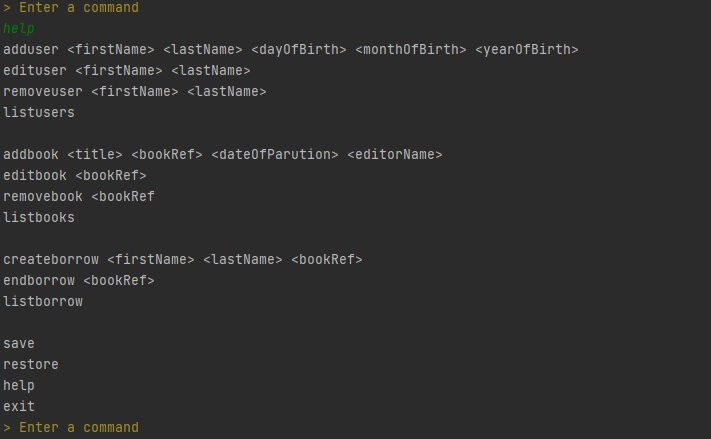 > Enter a command
help
adduser <firstName> <lastName> <dayOfBirth> <monthOfBirth> <yearOfBirth>
edituser <firstName> <lastName>
removeuser <firstName> <lastName>
listusers
addbook <title> <bookRef> <dateOfParution> <editorName>
editbook <bookRef>
removebook <bookRef
listbooks
createborrow <firstName> <lastName> <bookRef>
endborrow <bookRef>
listborrow
save
restore
help
exit
> Enter a command